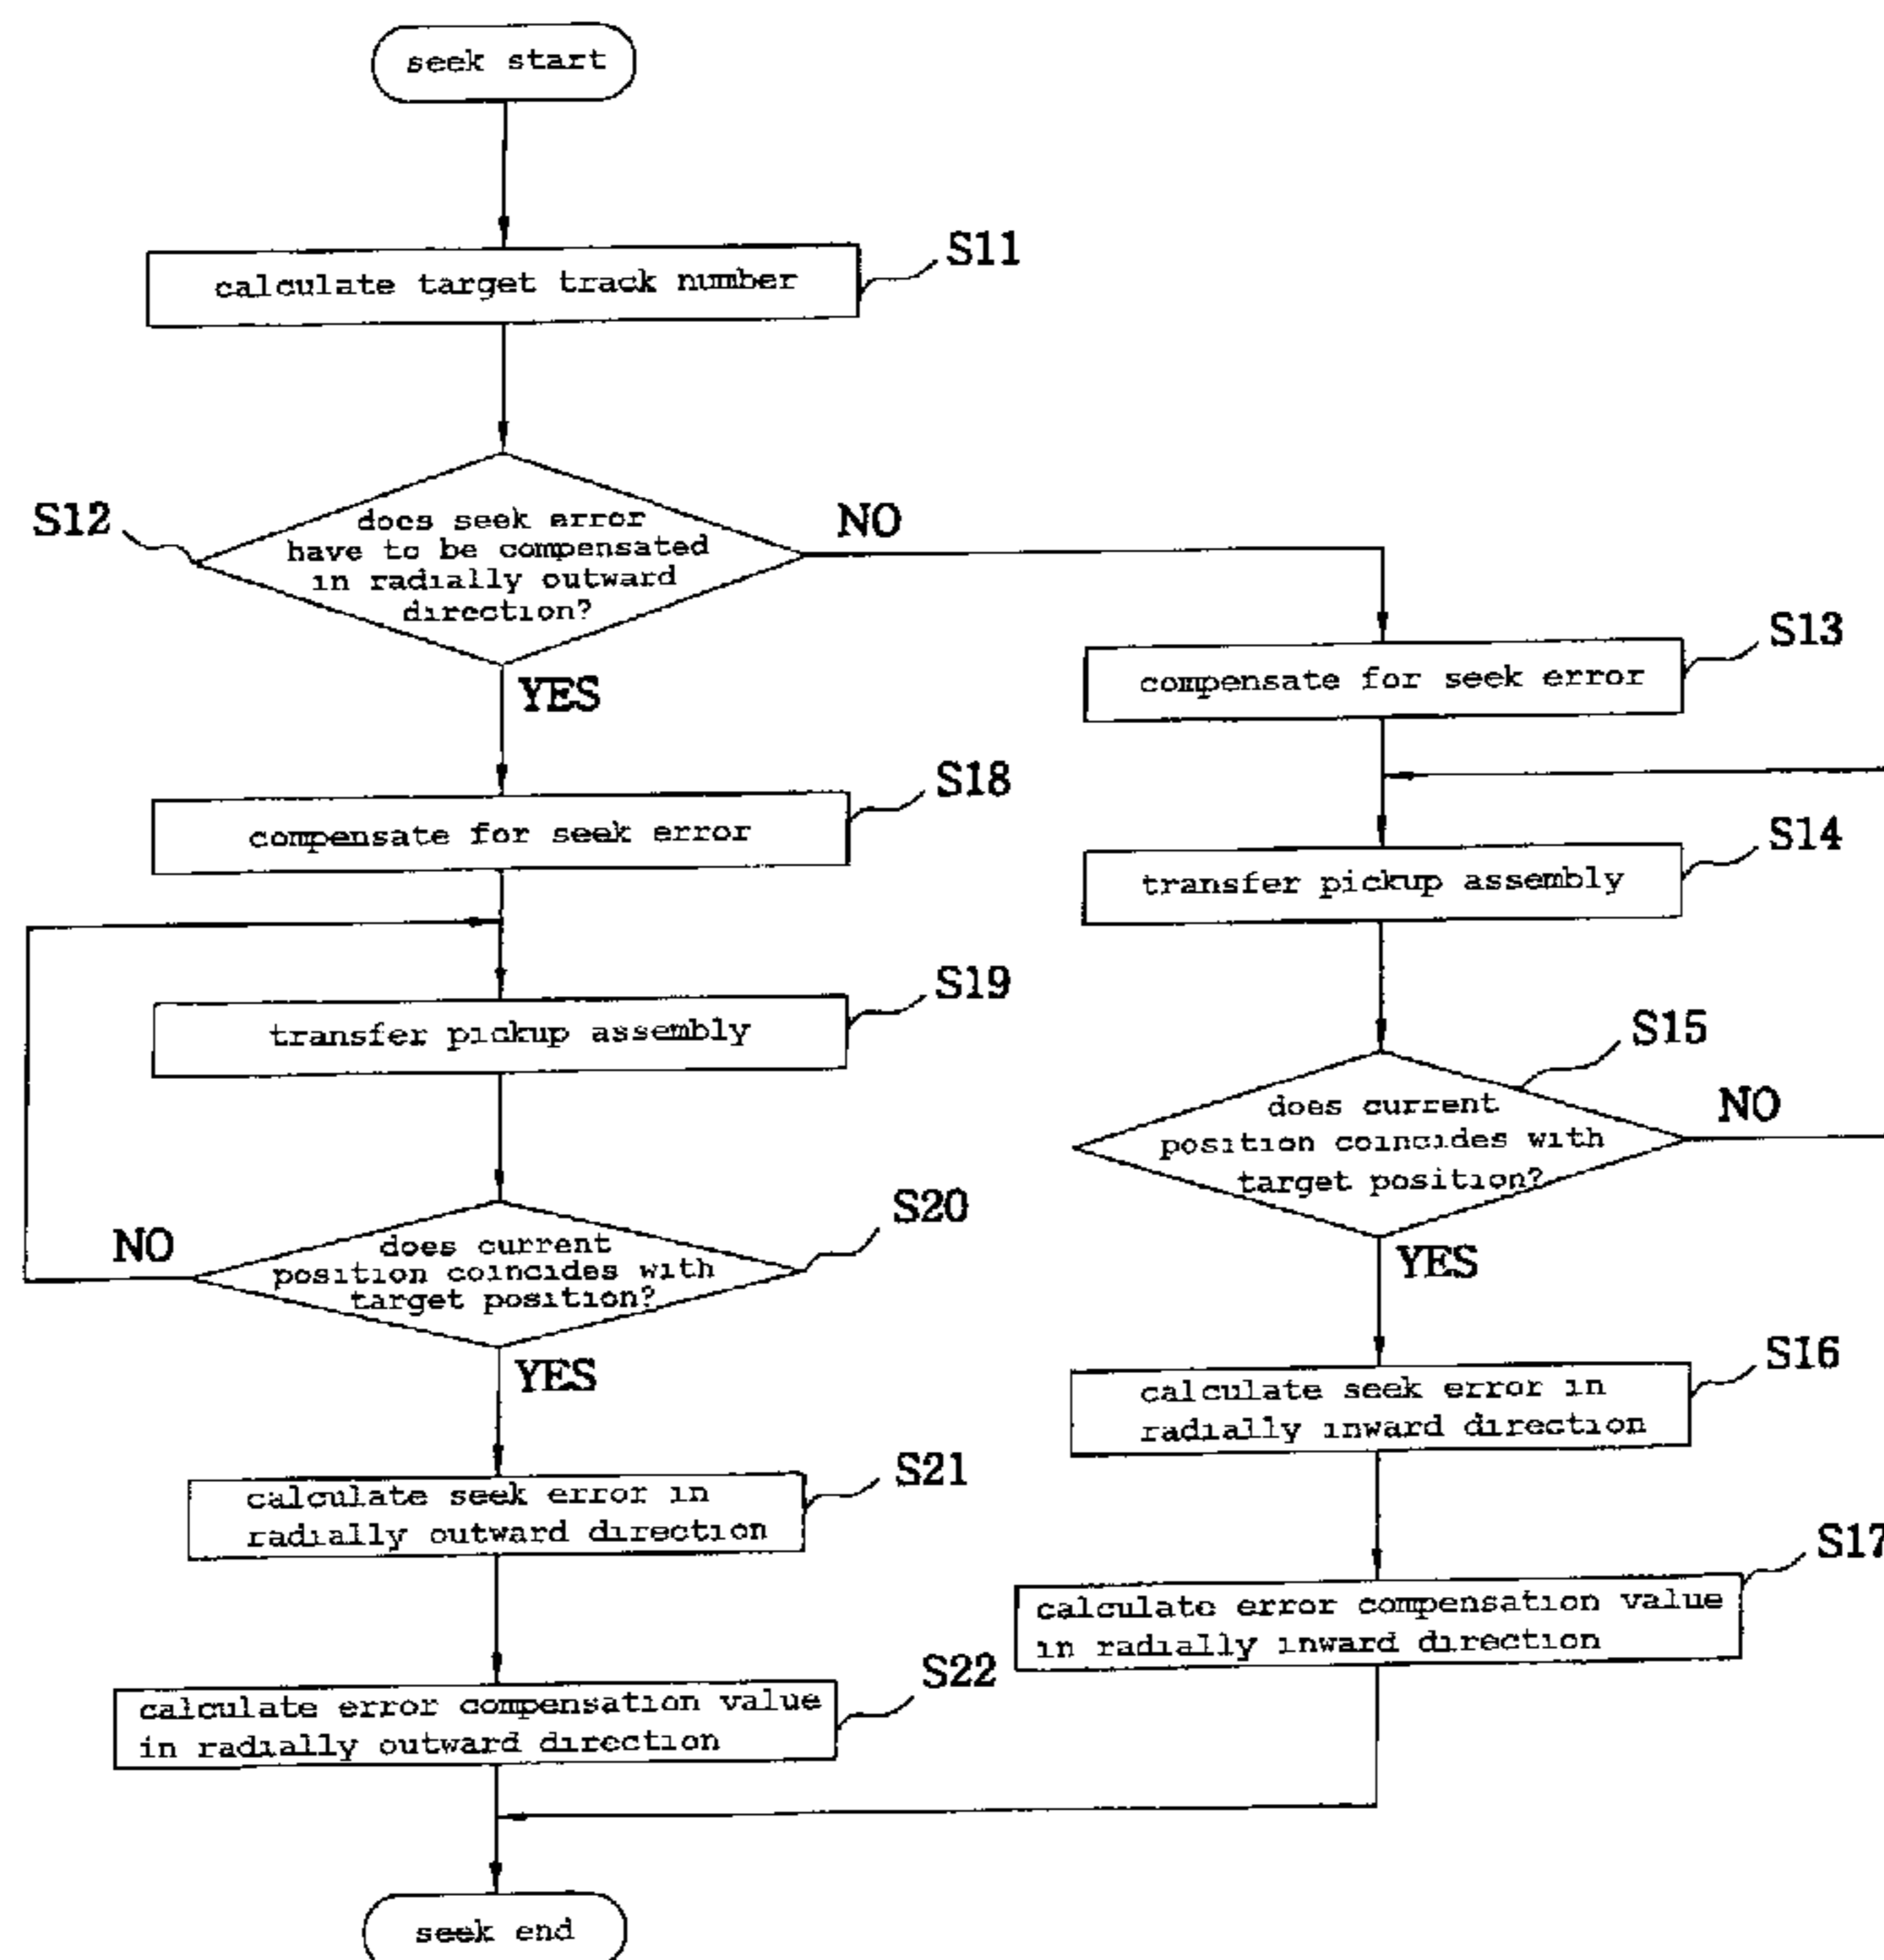 seek start
S11
calculate target track number
S12
does seek error
have to be compensated
in radially outward
direction?
NO
YES
S13
compensate for seek error
S18
compensate for seek error
S14
transfer pickup assembly
S19
transfer pickup assembly
S15
does current
position coincides with
target position?
NO
YES
S20
does current
position coincides with
target position?
NO
YES
S16
calculate seek error in
radially inward direction
S21
calculate seek error in
radially outward direction
S17
calculate error compensation value
in radially inward direction
S22
calculate error compensation value
in radially outward direction
seek end